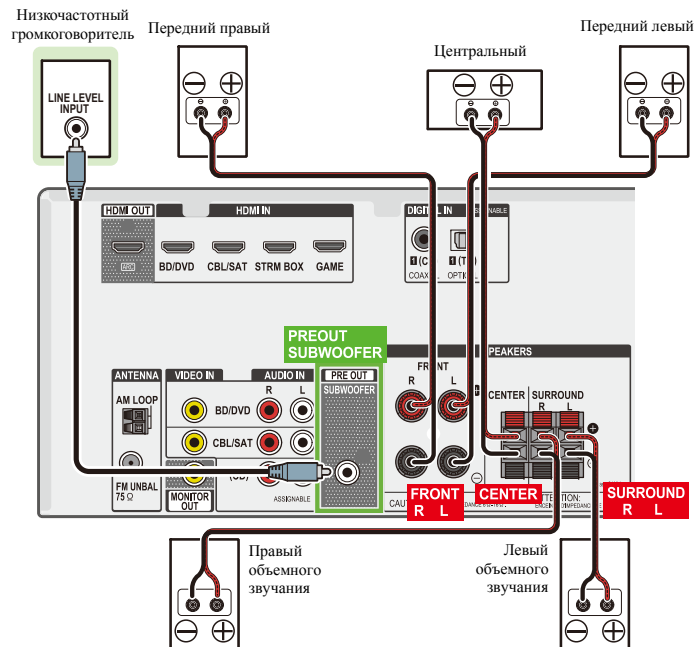 Низкочастотный
громкоговоритель
Передний правый
Центральный
Передний левый
LINE LEVEL
INPUT
HDMI OUT
HDMI IN
DIGITAL IN
ARC
BD/DVD
CBL/SAT
STRM BOX
GAME
COAXIAL
OPTICAL
PREOUT
SUBWOOFER
ANTENNA
VIDEO IN
AUDIO IN
PRE OUT
SPEAKERS
AM LOOP
R L
SUBWOOFER
FRONT
R L
CENTER
SURROUND
R L
BD/DVD
CBL/SAT
(CD)
FM UNBAL
75 Ω
MONITOR
OUT
ASSIGNABLE
FRONT
R L
CENTER
SURROUND
R L
Правый
объемного
звучания
Левый
объемного
звучания